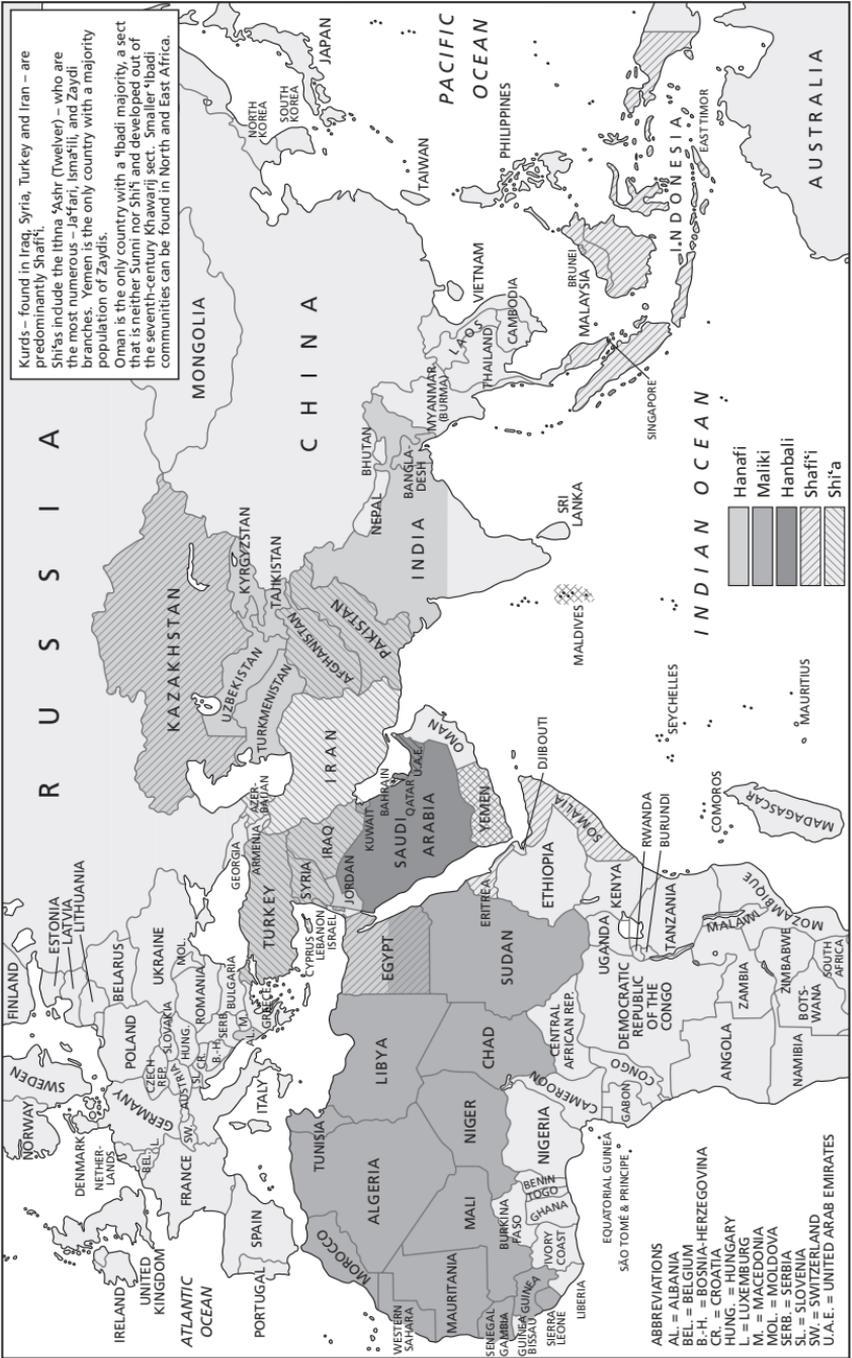 Kurds – found in Iraq, Syria, Turkey and Iran – are
predominantly Shafi‘i.
Shi‘as include the Ithna ‘Ashr (Twelver) – who are
the most numerous – Ja‘fari, Isma‘ili, and Zaydi
branches. Yemen is the only country with a majority
population of Zaydis.
Oman is the only country with a ‘Ibadi majority, a sect
that is neither Sunni nor Shi‘i and developed out of
the seventh-century Khawarij sect. Smaller ‘Ibadi
communities can be found in North and East Africa.
RUSSIA
FINLAND
SWEDEN
NORWAY
ESTONIA
LATVIA
LITHUANIA
DENMARK
NETHER-
LANDS
BEL.
L.
GERMANY
POLAND
BELARUS
UKRAINE
MOL.
CZECH
REP.
SLOVAKIA
AUSTRIA
HUNG.
ROMANIA
SW.
SL.
CR.
B.-H.
SERB.
BULGARIA
AL.
M.
GREECE
ITALY
FRANCE
SPAIN
PORTUGAL
IRELAND
UNITED
KINGDOM
ATLANTIC
OCEAN
GEORGIA
ARMENIA
AZER-
BAIJAN
TURKEY
CYPRUS
LEBANON
ISRAEL
SYRIA
IRAQ
JORDAN
KUWAIT
BAHRAIN
QATAR
U.A.E.
SAUDI
ARABIA
OMAN
YEMEN
IRAN
KAZAKHSTAN
UZBEKISTAN
TURKMENISTAN
KYRGYZSTAN
TAJIKISTAN
AFGHANISTAN
PAKISTAN
INDIA
NEPAL
BHUTAN
BANGLA-
DESH
SRI
LANKA
MALDIVES
MONGOLIA
CHINA
NORTH
KOREA
SOUTH
KOREA
JAPAN
TAIWAN
PACIFIC
OCEAN
PHILIPPINES
MYANMAR
(BURMA)
LAOS
THAILAND
VIETNAM
CAMBODIA
BRUNEI
MALAYSIA
SINGAPORE
INDONESIA
EAST TIMOR
AUSTRALIA
INDIAN OCEAN
MOROCCO
WESTERN
SAHARA
ALGERIA
TUNISIA
LIBYA
EGYPT
MAURITANIA
MALI
NIGER
CHAD
SUDAN
ERITREA
DJIBOUTI
ETHIOPIA
SOMALIA
SENEGAL
GAMBIA
GUINEA
BISSAU
GUINEA
SIERRA
LEONE
LIBERIA
IVORY
COAST
BURKINA
FASO
GHANA
TOGO
BENIN
NIGERIA
CAMEROON
CENTRAL
AFRICAN REP.
EQUATORIAL GUINEA
SÃO TOMÉ & PRINCIPE
GABON
CONGO
DEMOCRATIC
REPUBLIC
OF THE
CONGO
UGANDA
KENYA
RWANDA
BURUNDI
TANZANIA
ANGOLA
ZAMBIA
MALAWI
MOZAMBIQUE
ZIMBABWE
BOTS-
WANA
NAMIBIA
SOUTH
AFRICA
COMOROS
MADAGASCAR
SEYCHELLES
MAURITIUS
Hanafi
Maliki
Hanbali
Shafi‘i
Shi‘a
ABBREVIATIONS
AL. = ALBANIA
BEL. = BELGIUM
B.-H. = BOSNIA-HERZEGOVINA
CR. = CROATIA
HUNG. = HUNGARY
L. = LUXEMBURG
M. = MACEDONIA
MOL. = MOLDOVA
SERB. = SERBIA
SL. = SLOVENIA
SW. = SWITZERLAND
U.A.E. = UNITED ARAB EMIRATES